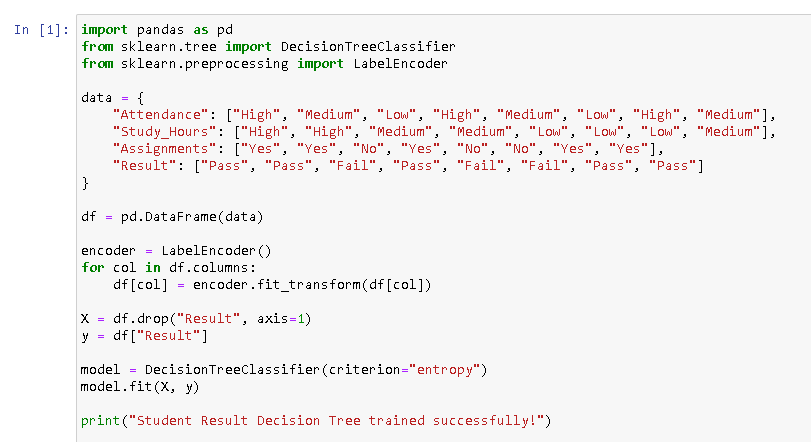 In [1]: import pandas as pd
from sklearn.tree import DecisionTreeClassifier
from sklearn.preprocessing import LabelEncoder

data = {
    "Attendance": ["High", "Medium", "Low", "High", "Medium", "Low", "High", "Medium"],
    "Study_Hours": ["High", "High", "Medium", "Medium", "Low", "Low", "Low", "Medium"],
    "Assignments": ["Yes", "Yes", "No", "Yes", "No", "No", "Yes", "Yes"],
    "Result": ["Pass", "Pass", "Fail", "Pass", "Fail", "Fail", "Pass", "Pass"]
}

df = pd.DataFrame(data)

encoder = LabelEncoder()
for col in df.columns:
    df[col] = encoder.fit_transform(df[col])

X = df.drop("Result", axis=1)
y = df["Result"]

model = DecisionTreeClassifier(criterion="entropy")
model.fit(X, y)

print("Student Result Decision Tree trained successfully!")